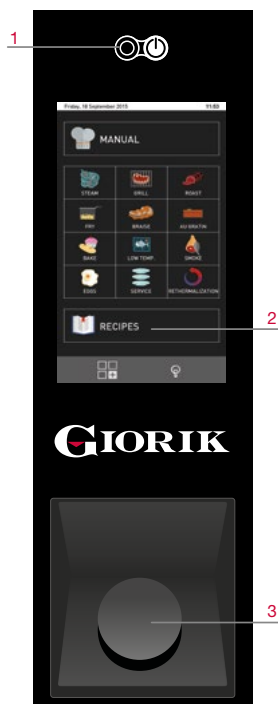 1
Friday, 18 September 2015 11:53
MANUAL
STEAM GRILL ROAST
FRY BRAISE AU GRATIN
BAKE LOW TEMP. SMOKE
EGGS SERVICE RETHERMALIZATION
2
RECIPES
GIORIK
3